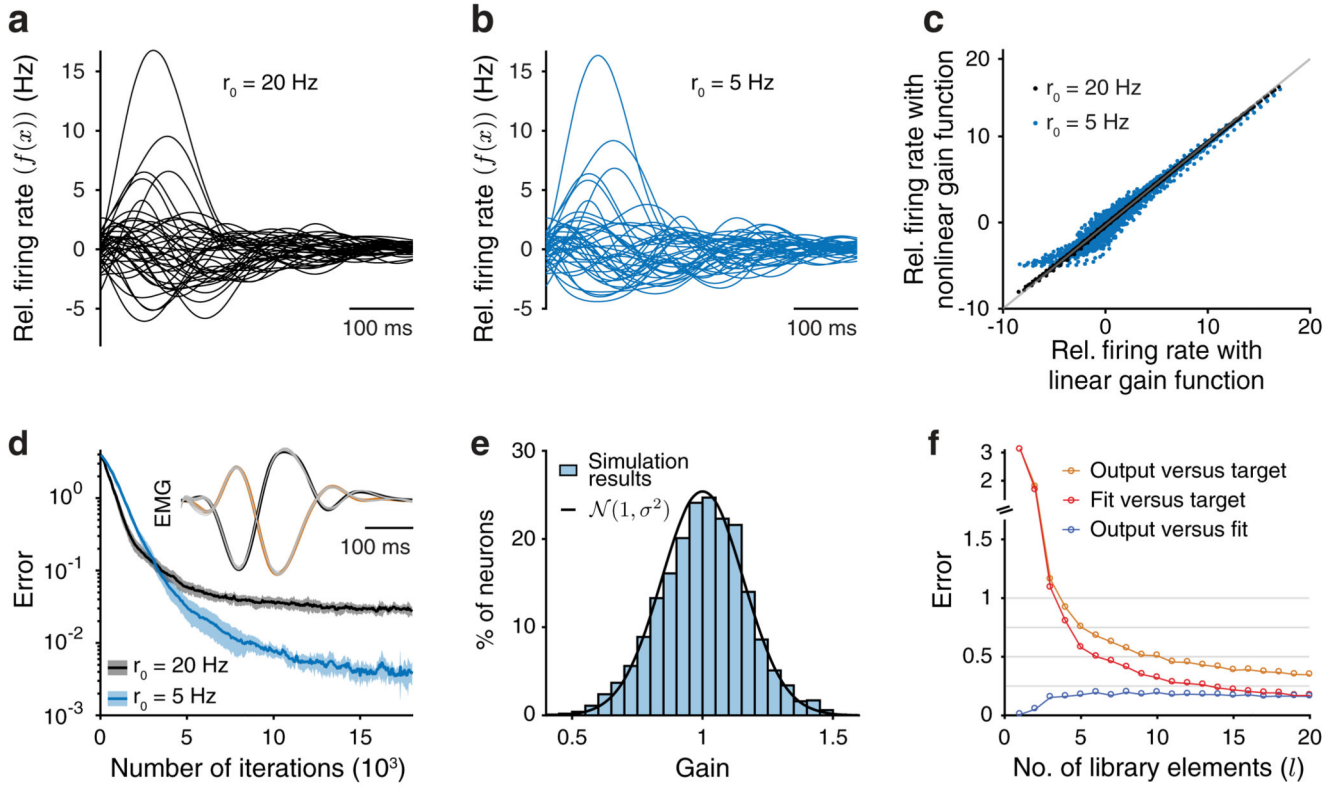 a
Rel. firing rate (f(x)) (Hz)
15
10
5
0
-5
r₀ = 20 Hz
100 ms
b
Rel. firing rate (f(x)) (Hz)
15
10
5
0
-5
r₀ = 5 Hz
100 ms
c
Rel. firing rate with
nonlinear gain function
20
10
0
-10
r₀ = 20 Hz
r₀ = 5 Hz
-10 0 10 20
Rel. firing rate with
linear gain function
d
Error
10⁰
10⁻¹
10⁻²
10⁻³
EMG
100 ms
r₀ = 20 Hz
r₀ = 5 Hz
0 5 10 15
Number of iterations (10³)
e
% of neurons
30
20
10
0
Simulation
results
𝒩(1, σ²)
0.5 1 1.5
Gain
f
Error
3
2
1.5
1
0.5
0
Output versus target
Fit versus target
Output versus fit
0 5 10 15 20
No. of library elements (l)